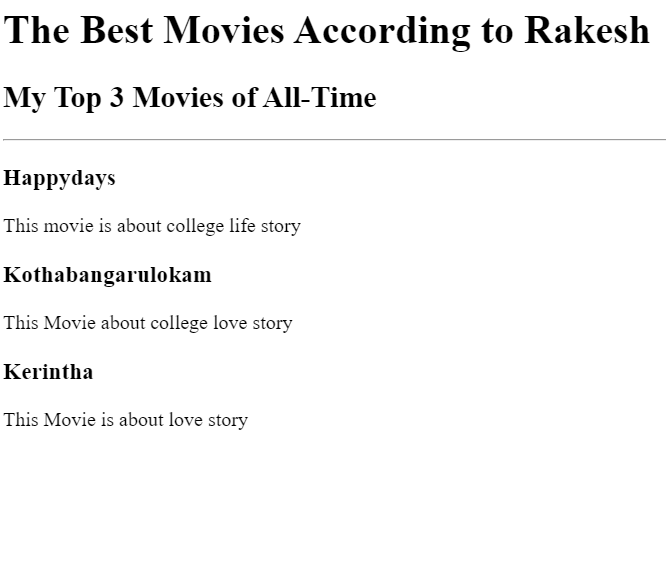 The Best Movies According to Rakesh
My Top 3 Movies of All-Time
Happydays
This movie is about college life story
Kothabangarulokam
This Movie about college love story
Kerintha
This Movie is about love story